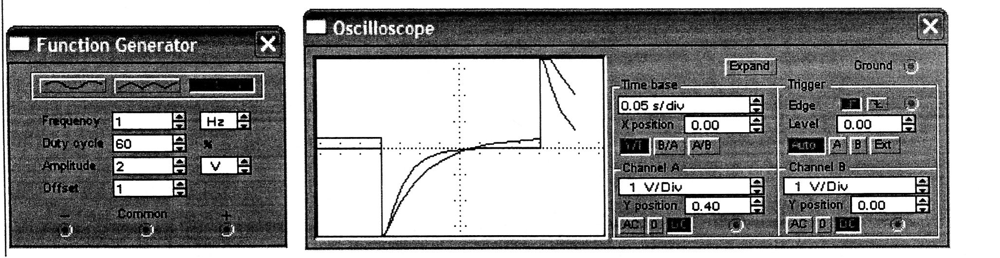 Function Generator
Frequency 1 Hz
Duty cycle 60 %
Amplitude 2 V
Offset 1
− Common +
Oscilloscope
Expand Ground
Time base
0.05 s/div
X position 0.00
Y/T B/A A/B
Trigger
Edge
Level 0.00
Auto A B Ext
Channel A
1 V/Div
Y position 0.40
AC 0 DC
Channel B
1 V/Div
Y position 0.00
AC 0 DC